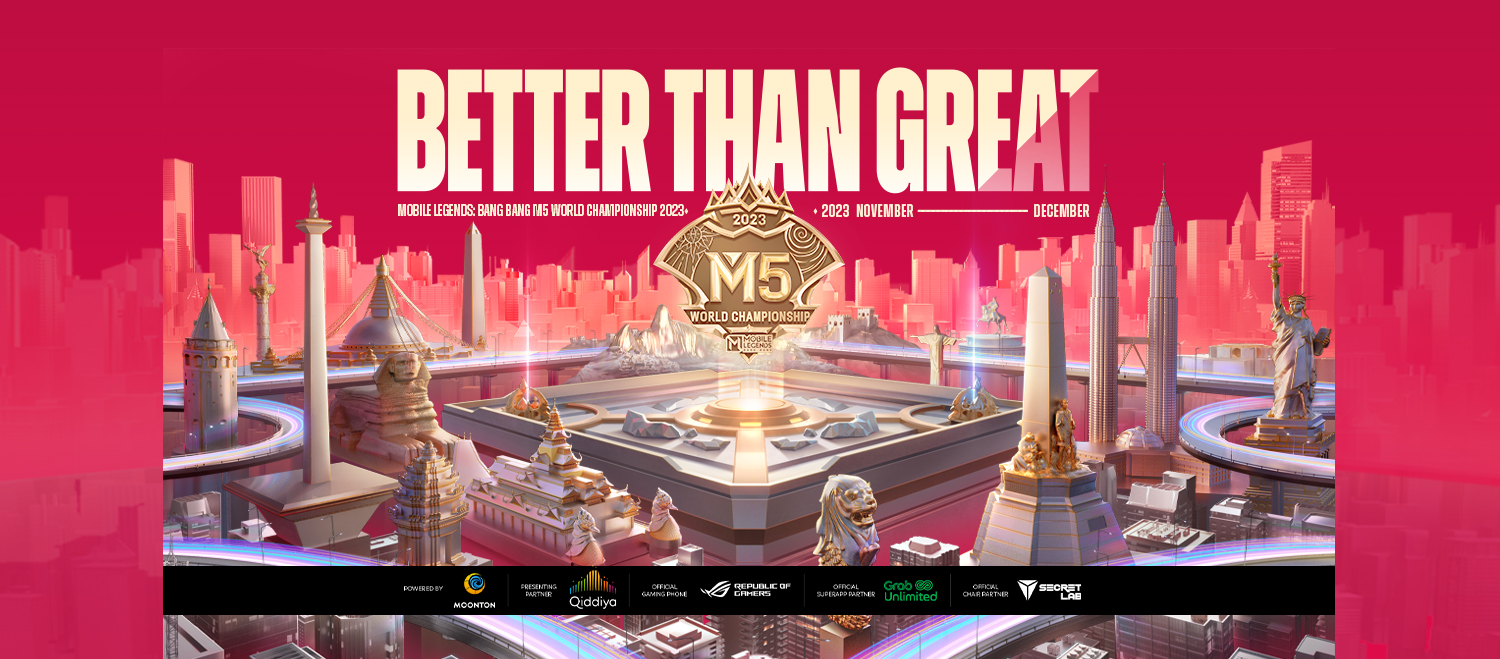 BETTER THAN GREAT
MOBILE LEGENDS: BANG BANG M5 WORLD CHAMPIONSHIP 2023
2023 NOVEMBER DECEMBER
2023
M5
WORLD CHAMPIONSHIP
MOBILE
LEGENDS
POWERED BY
MOONTON
PRESENTING
PARTNER
Qiddiya
OFFICIAL
GAMING PHONE
REPUBLIC OF
GAMERS
OFFICIAL
SUPERAPP PARTNER
Grab
Unlimited
OFFICIAL
CHAIR PARTNER
SECRET
LAB